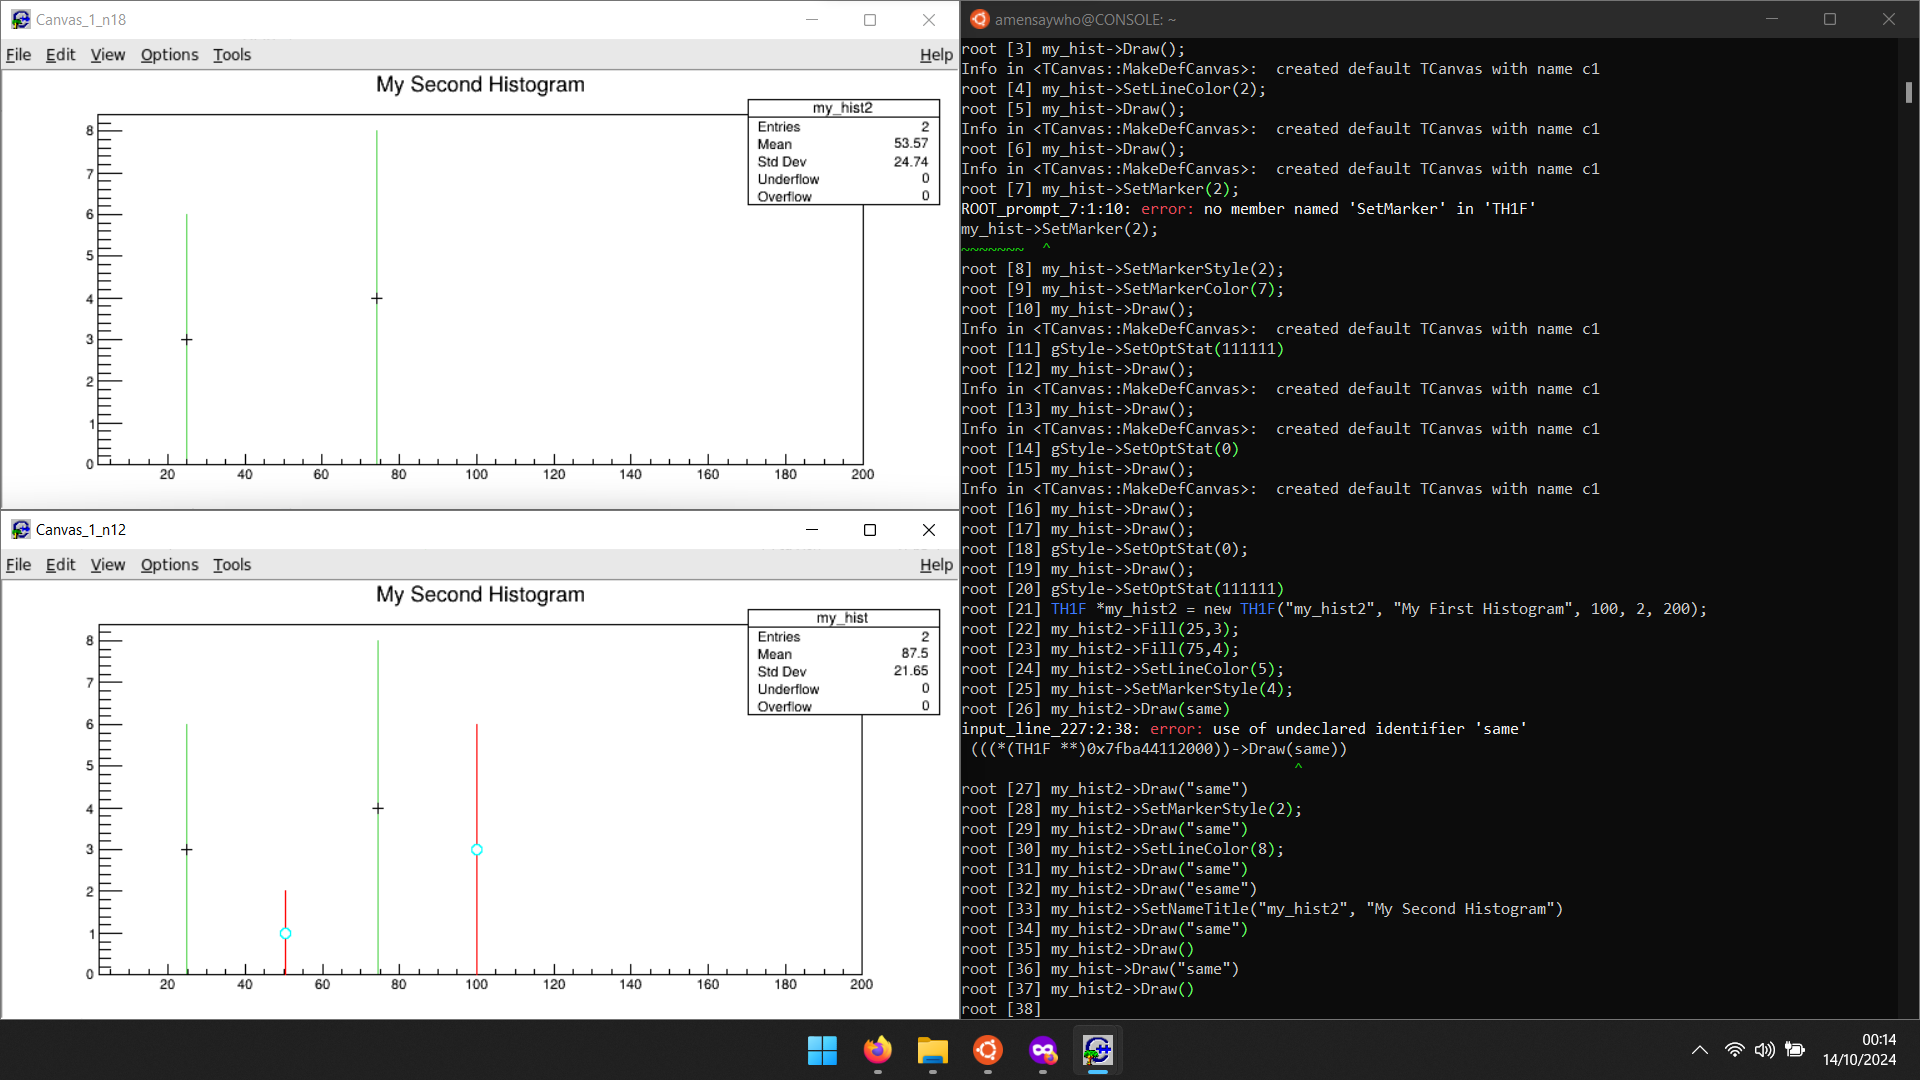 Canvas_1_n18
File Edit View Options Tools Help
My Second Histogram
my_hist2
Entries 2
Mean 53.57
Std Dev 24.74
Underflow 0
Overflow 0
8
7
6
5
4
3
2
1
0
20 40 60 80 100 120 140 160 180 200
Canvas_1_n12
File Edit View Options Tools Help
My Second Histogram
my_hist
Entries 2
Mean 87.5
Std Dev 21.65
Underflow 0
Overflow 0
8
7
6
5
4
3
2
1
0
20 40 60 80 100 120 140 160 180 200
amensaywho@CONSOLE: ~
root [3] my_hist->Draw();
Info in <TCanvas::MakeDefCanvas>:  created default TCanvas with name c1
root [4] my_hist->SetLineColor(2);
root [5] my_hist->Draw();
Info in <TCanvas::MakeDefCanvas>:  created default TCanvas with name c1
root [6] my_hist->Draw();
Info in <TCanvas::MakeDefCanvas>:  created default TCanvas with name c1
root [7] my_hist->SetMarker(2);
ROOT_prompt_7:1:10: error: no member named 'SetMarker' in 'TH1F'
my_hist->SetMarker(2);
~~~~~~~  ^
root [8] my_hist->SetMarkerStyle(2);
root [9] my_hist->SetMarkerColor(7);
root [10] my_hist->Draw();
Info in <TCanvas::MakeDefCanvas>:  created default TCanvas with name c1
root [11] gStyle->SetOptStat(111111)
root [12] my_hist->Draw();
Info in <TCanvas::MakeDefCanvas>:  created default TCanvas with name c1
root [13] my_hist->Draw();
Info in <TCanvas::MakeDefCanvas>:  created default TCanvas with name c1
root [14] gStyle->SetOptStat(0)
root [15] my_hist->Draw();
Info in <TCanvas::MakeDefCanvas>:  created default TCanvas with name c1
root [16] my_hist->Draw();
root [17] my_hist->Draw();
root [18] gStyle->SetOptStat(0);
root [19] my_hist->Draw();
root [20] gStyle->SetOptStat(111111)
root [21] TH1F *my_hist2 = new TH1F("my_hist2", "My First Histogram", 100, 2, 200);
root [22] my_hist2->Fill(25,3);
root [23] my_hist2->Fill(75,4);
root [24] my_hist2->SetLineColor(5);
root [25] my_hist->SetMarkerStyle(4);
root [26] my_hist2->Draw(same)
input_line_227:2:38: error: use of undeclared identifier 'same'
(((*(TH1F **)0x7fba44112000))->Draw(same))
^
root [27] my_hist2->Draw("same")
root [28] my_hist2->SetMarkerStyle(2);
root [29] my_hist2->Draw("same")
root [30] my_hist2->SetLineColor(8);
root [31] my_hist2->Draw("same")
root [32] my_hist2->Draw("esame")
root [33] my_hist2->SetNameTitle("my_hist2", "My Second Histogram")
root [34] my_hist2->Draw("same")
root [35] my_hist2->Draw()
root [36] my_hist->Draw("same")
root [37] my_hist2->Draw()
root [38]
00:14
14/10/2024